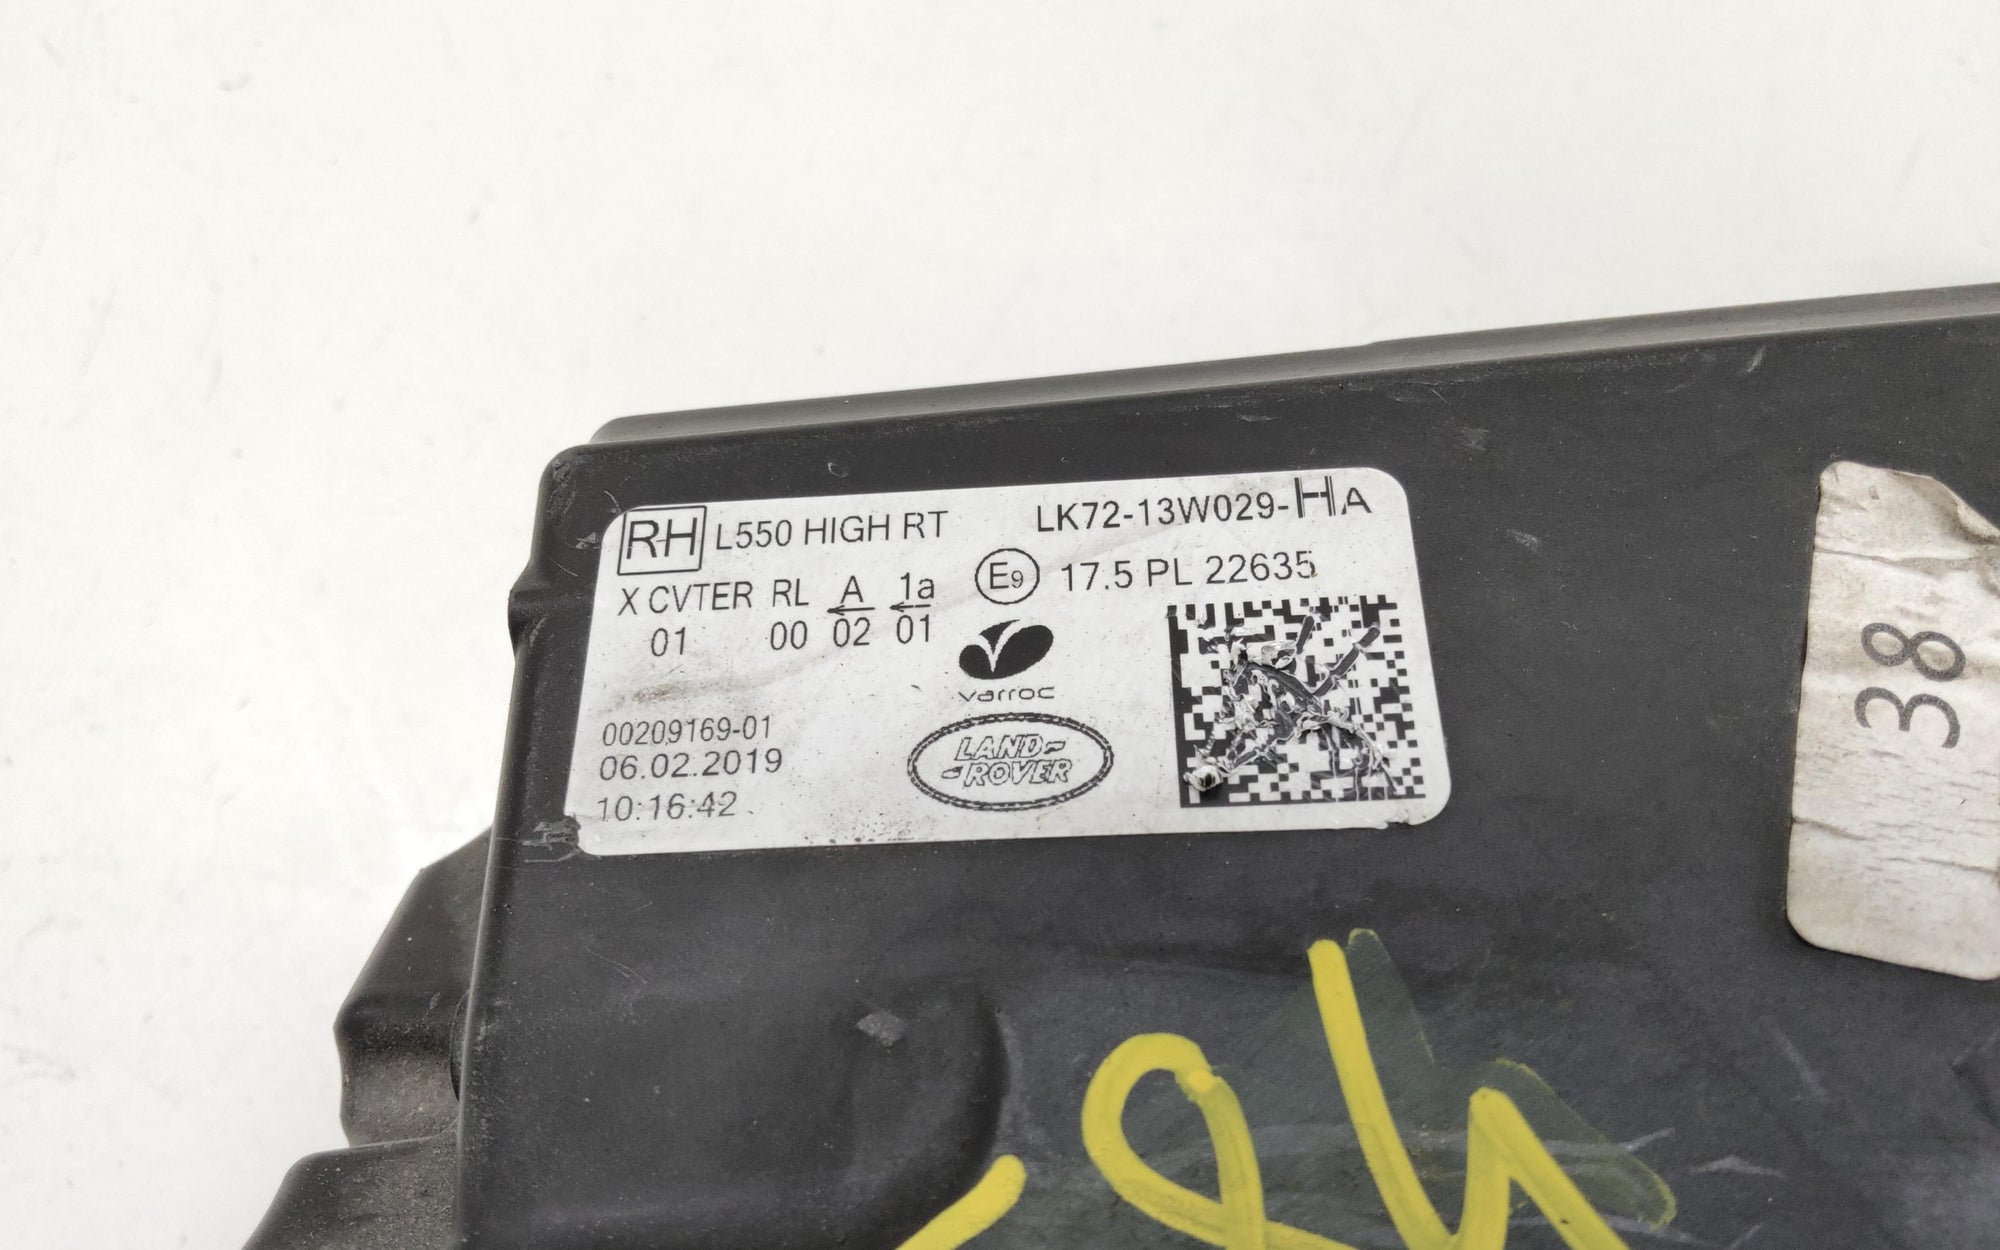 RH L550 HIGH RT LK72-13W029-HA
X CVTER RL A 1a E9 17.5 PL 22635
01 00 02 01
varroc
00209169-01
06.02.2019
10:16:42
LAND-
-ROVER
38